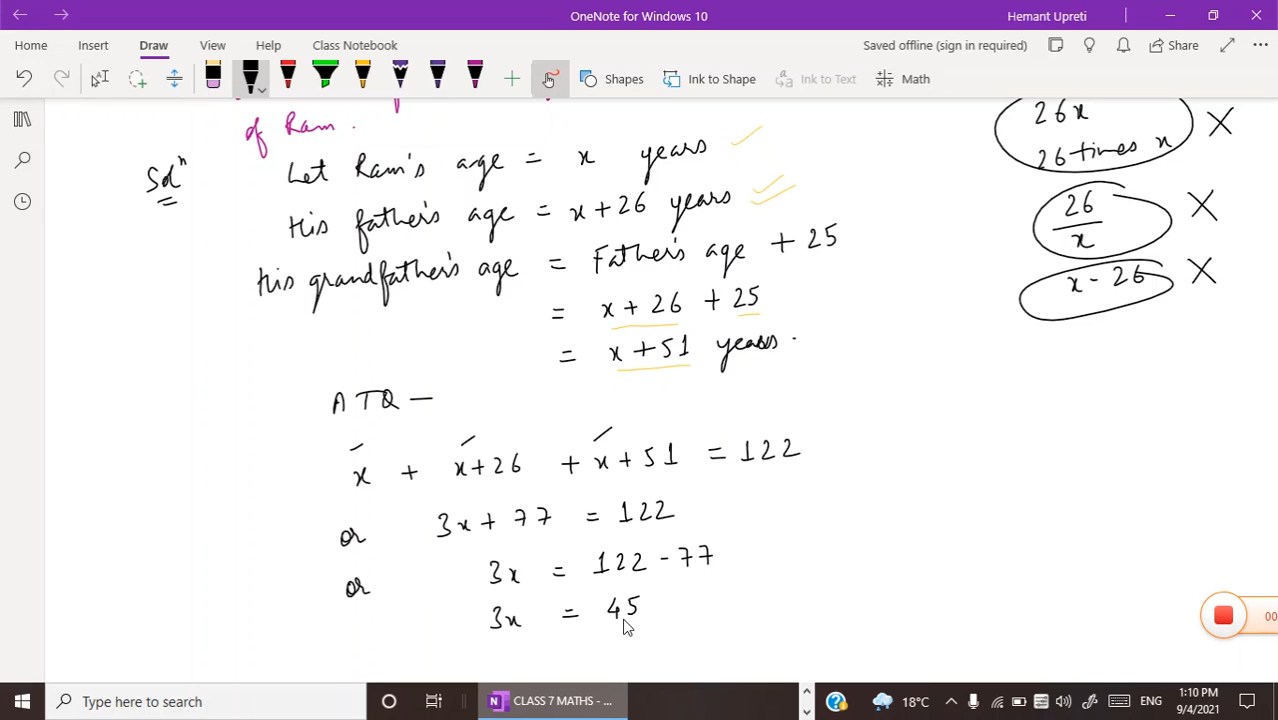 OneNote for Windows 10
Hemant Upreti
Home Insert Draw View Help Class Notebook
Saved offline (sign in required) Share
Shapes Ink to Shape Ink to Text Math
of Ram.
Solⁿ
Let Ram's age = x years
His father's age = x+26 years
His grandfather's age = Father's age + 25
= x+26 +25
= x+51 years.
ATQ —
x + x+26 + x+51 = 122
or 3x+77 = 122
or 3x = 122-77
3x = 45
26x
26 times x
X
26/x
X
x-26
X
Type here to search
CLASS 7 MATHS - ...
18°C
ENG
1:10 PM
9/4/2021
00